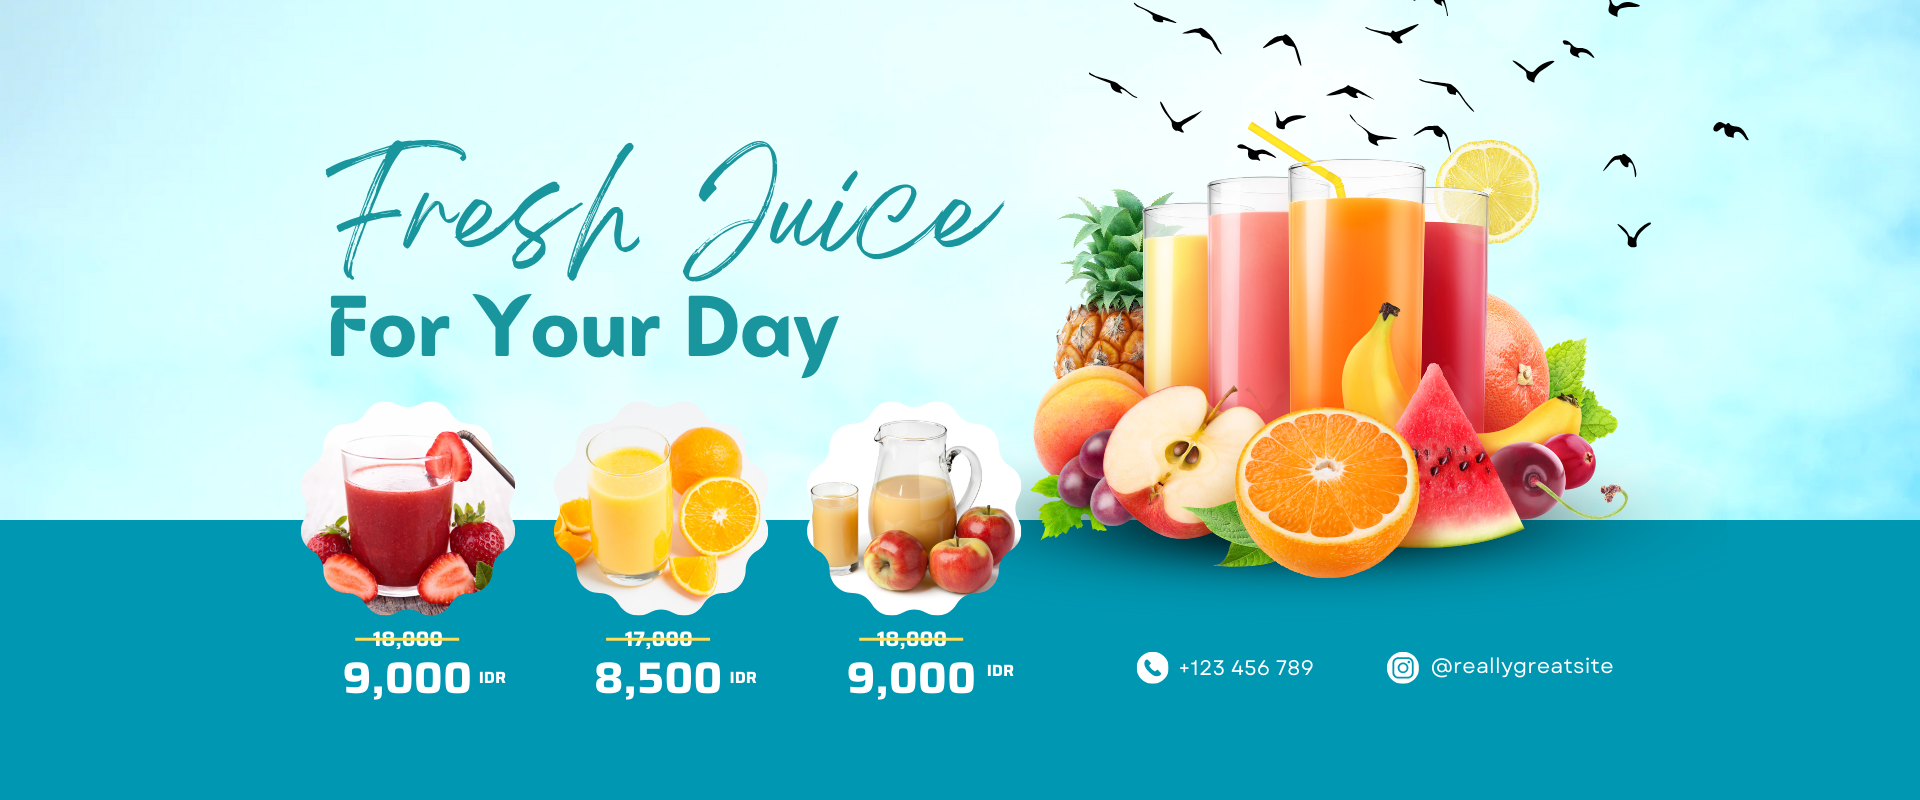 Fresh Juice
For Your Day
18,000
9,000 IDR
17,000
8,500 IDR
18,000
9,000 IDR
+123 456 789
@reallygreatsite